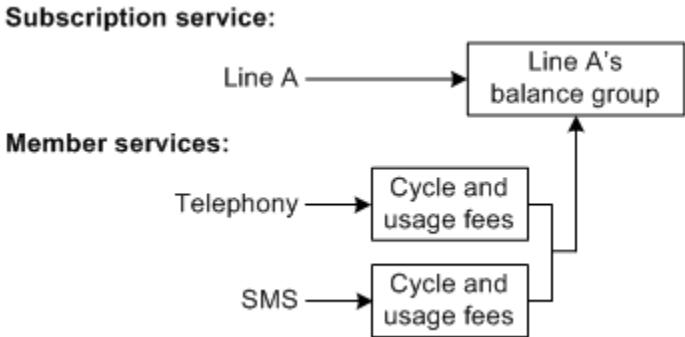 Subscription service:
Line A
Line A's
balance group
Member services:
Telephony
Cycle and
usage fees
SMS
Cycle and
usage fees